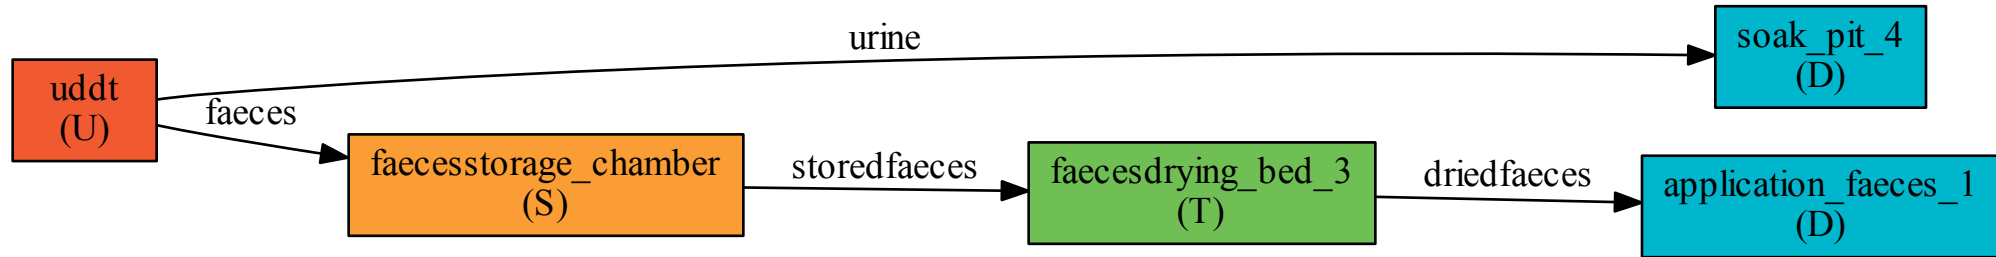 uddt
(U)
urine
faeces
soak_pit_4
(D)
faecesstorage_chamber
(S)
storedfaeces
faecesdrying_bed_3
(T)
driedfaeces
application_faeces_1
(D)